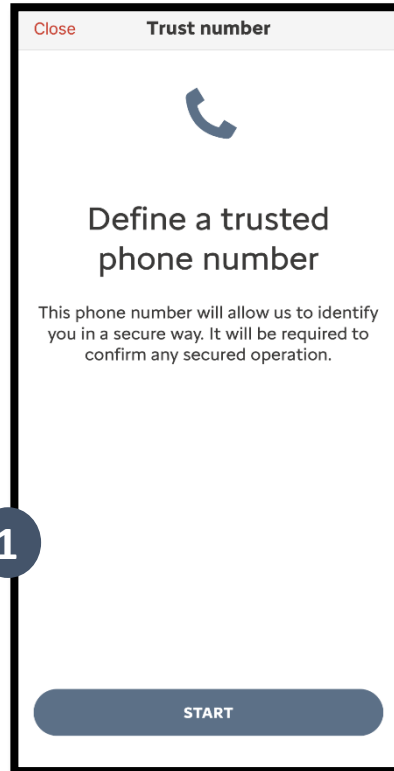 Close Trust number
Define a trusted
phone number
This phone number will allow us to identify
you in a secure way. It will be required to
confirm any secured operation.
1
START